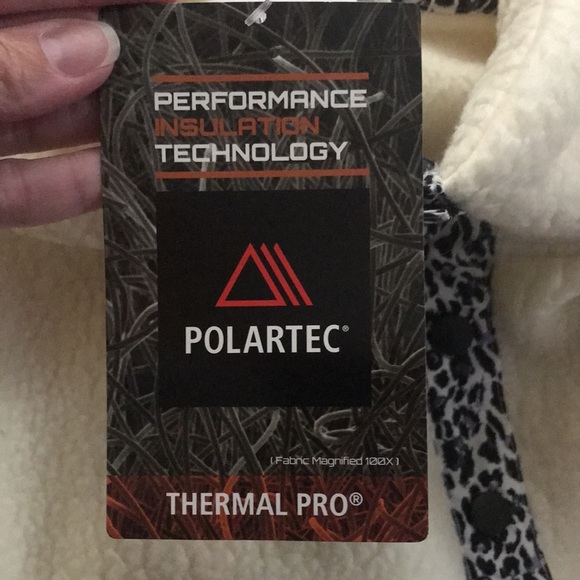 PERFORMANCE
INSULATION
TECHNOLOGY
POLARTEC®
[ Fabric Magnified 100X ]
THERMAL PRO®